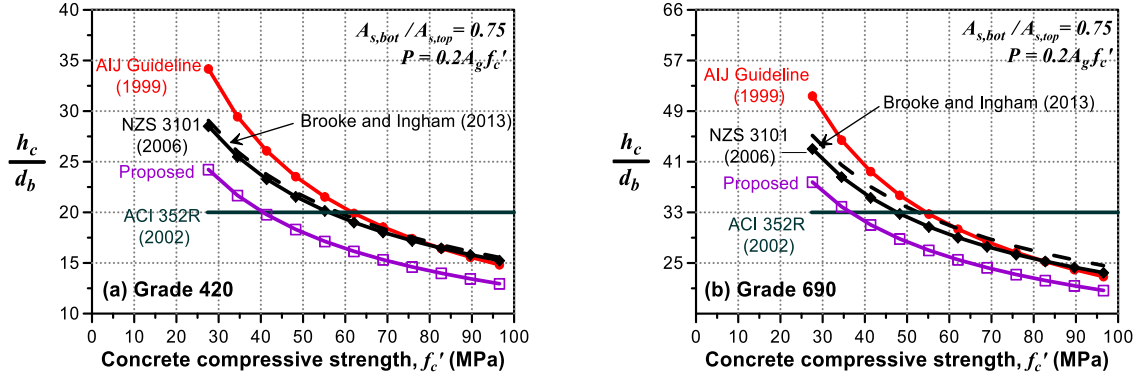 40
35
30
25
20
15
10
h_c
d_b
A_{s,bot} / A_{s,top} = 0.75
P = 0.2A_g f_c'
AIJ Guideline
(1999)
NZS 3101
(2006)
Brooke and Ingham (2013)
Proposed
ACI 352R
(2002)
(a) Grade 420
0 10 20 30 40 50 60 70 80 90 100
Concrete compressive strength, f_c' (MPa)
66
57
49
41
33
25
10
h_c
d_b
A_{s,bot} / A_{s,top} = 0.75
P = 0.2A_g f_c'
AIJ Guideline
(1999)
Brooke and Ingham (2013)
NZS 3101
(2006)
Proposed
ACI 352R
(2002)
(b) Grade 690
0 10 20 30 40 50 60 70 80 90 100
Concrete compressive strength, f_c' (MPa)